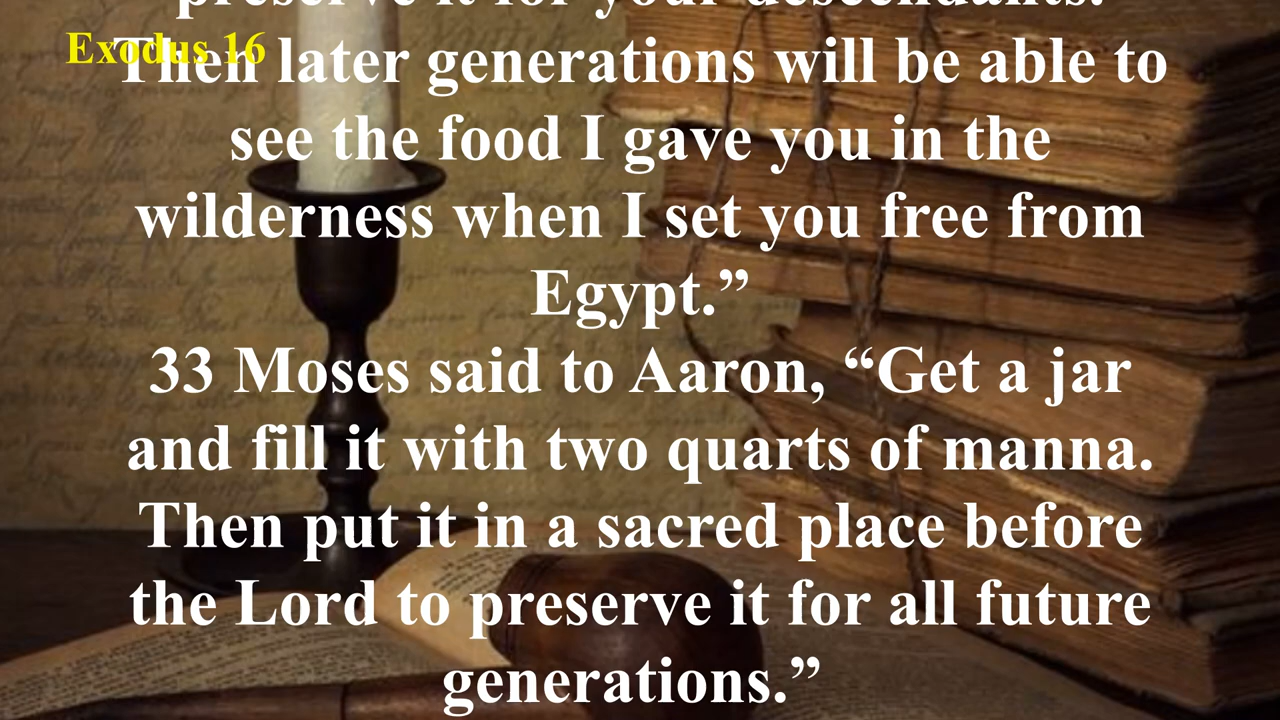 preserve it for your descendants.
Exodus 16
Then later generations will be able to
see the food I gave you in the
wilderness when I set you free from
Egypt.”
33 Moses said to Aaron, “Get a jar
and fill it with two quarts of manna.
Then put it in a sacred place before
the Lord to preserve it for all future
generations.”